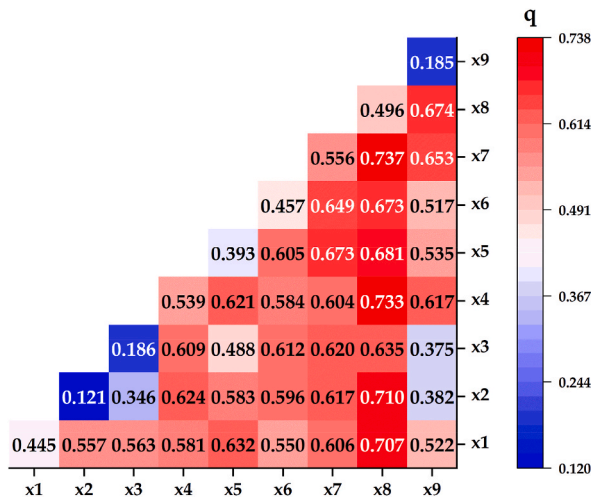 q
0.185 x9 0.738
0.496 0.674 x8
0.614
0.556 0.737 0.653 x7
0.457 0.649 0.673 0.517 x6
0.491
0.393 0.605 0.673 0.681 0.535 x5
0.539 0.621 0.584 0.604 0.733 0.617 x4
0.367
0.186 0.609 0.488 0.612 0.620 0.635 0.375 x3
0.244
0.121 0.346 0.624 0.583 0.596 0.617 0.710 0.382 x2
0.445 0.557 0.563 0.581 0.632 0.550 0.606 0.707 0.522 x1
0.120
x1 x2 x3 x4 x5 x6 x7 x8 x9